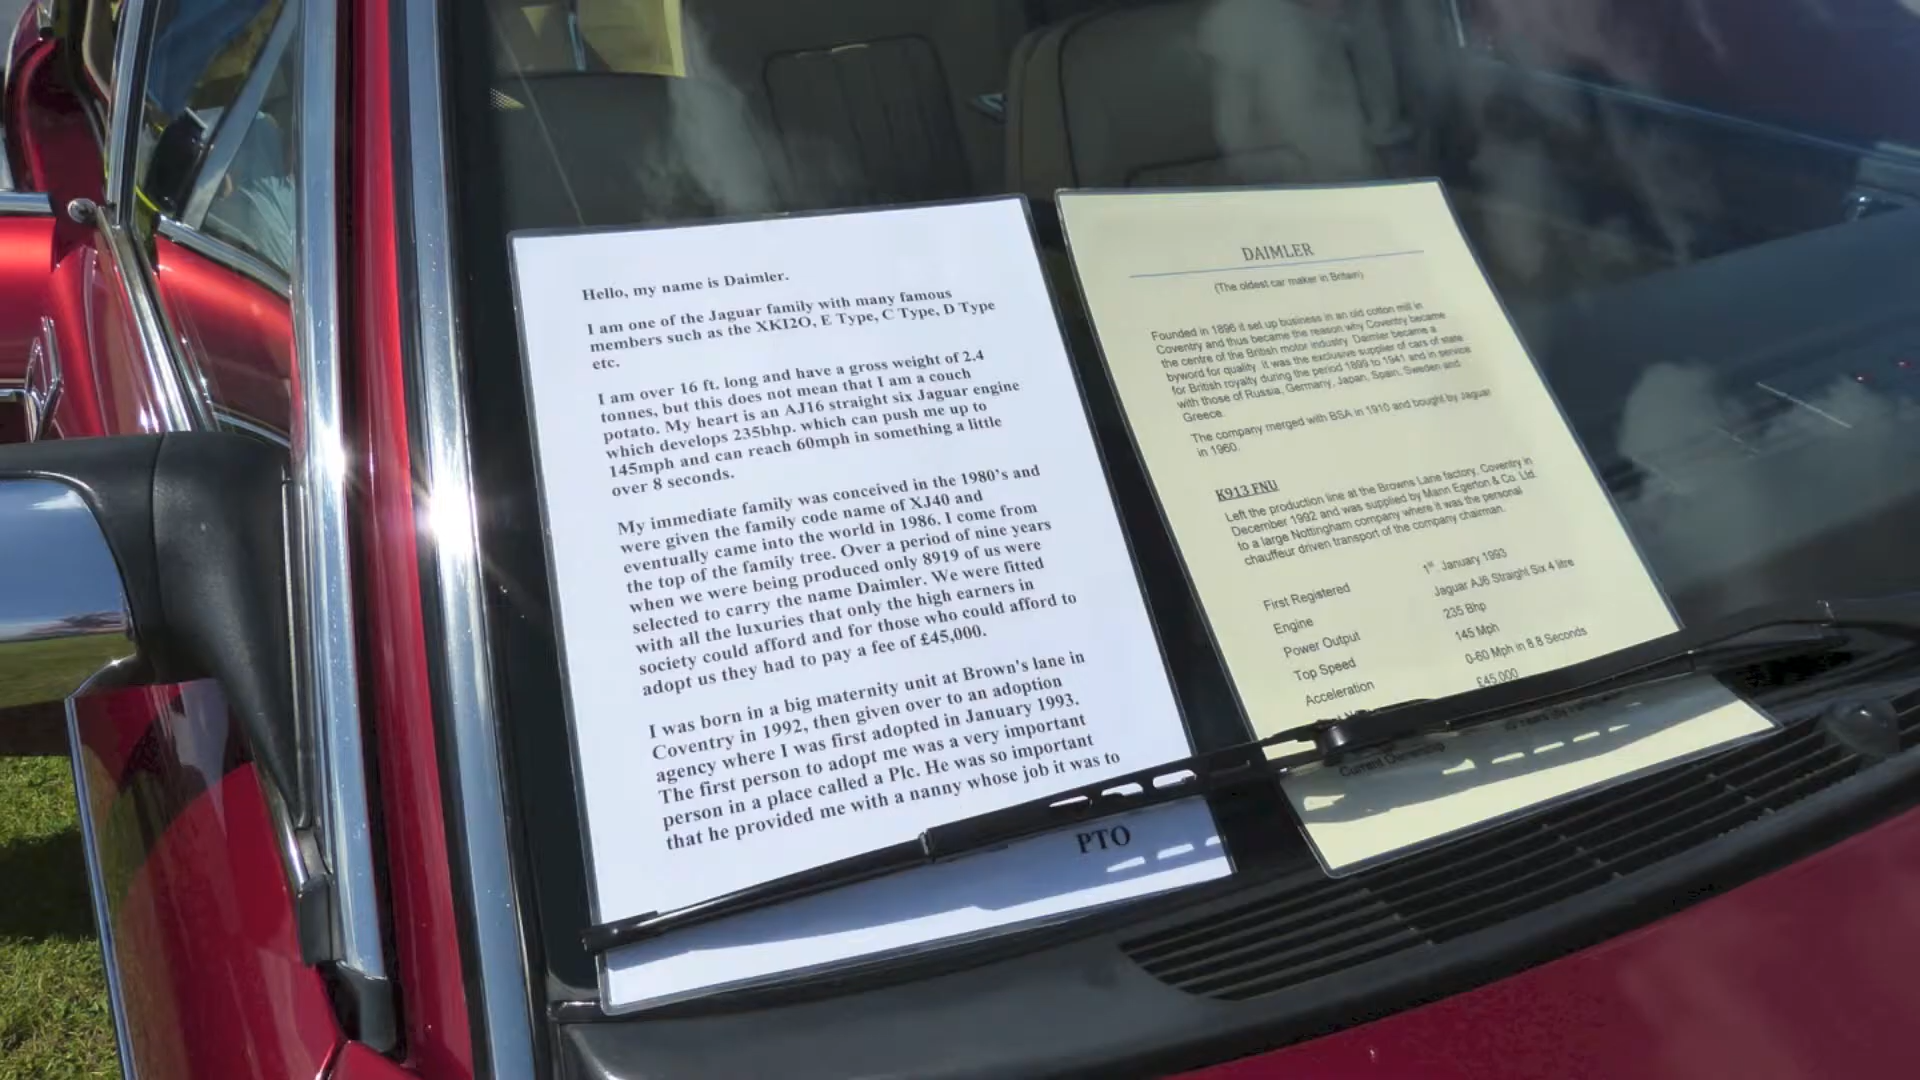 Hello, my name is Daimler.
I am one of the Jaguar family with many famous
members such as the XKI2O, E Type, C Type, D Type
etc.
I am over 16 ft. long and have a gross weight of 2.4
tonnes, but this does not mean that I am a couch
potato. My heart is an AJ16 straight six Jaguar engine
which develops 235bhp. which can push me up to
145mph and can reach 60mph in something a little
over 8 seconds.
My immediate family was conceived in the 1980's and
were given the family code name of XJ40 and
eventually came into the world in 1986. I come from
the top of the family tree. Over a period of nine years
when we were being produced only 8919 of us were
selected to carry the name Daimler. We were fitted
with all the luxuries that only the high earners in
society could afford and for those who could afford to
adopt us they had to pay a fee of £45,000.
I was born in a big maternity unit at Brown's lane in
Coventry in 1992, then given over to an adoption
agency where I was first adopted in January 1993.
The first person to adopt me was a very important
person in a place called a Plc. He was so important
that he provided me with a nanny whose job it was to
PTO
DAIMLER
(The oldest car maker in Britain)
Founded in 1896 it set up business in an old cotton mill in
Coventry and thus became the reason why Coventry became
the centre of the British motor industry. Daimler became a
byword for quality. it was the exclusive supplier of cars of state
for British royalty during the period 1899 to 1941 and in service
with those of Russia, Germany, Japan, Spain, Sweden and
Greece.
The company merged with BSA in 1910 and bought by Jaguar
in 1960.
K913 FNU
Left the production line at the Browns Lane factory, Coventry in
December 1992 and was supplied by Mann Egerton & Co. Ltd.
to a large Nottingham company where it was the personal
chauffeur driven transport of the company chairman.
First Registered 1st. January 1993
Engine Jaguar AJ6 Straight Six 4 litre
Power Output 235 Bhp
Top Speed 145 Mph
Acceleration 0-60 Mph in 8.8 Seconds
£45,000
Current Ownership